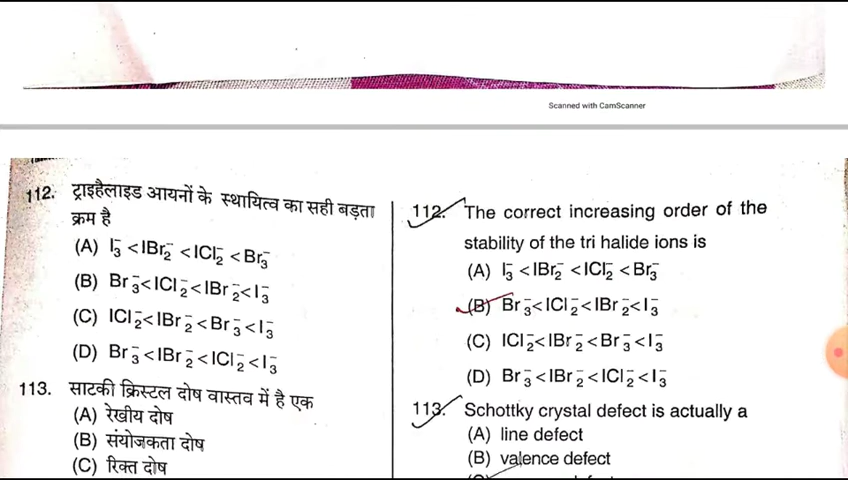 Scanned with CamScanner
112. ट्राइहैलाइड आयनों के स्थायित्व का सही बड़ता
क्रम है
(A) I₃⁻ < IBr₂⁻ < ICl₂⁻ < Br₃⁻
(B) Br₃⁻ < ICl₂⁻ < IBr₂⁻ < I₃⁻
(C) ICl₂⁻ < IBr₂⁻ < Br₃⁻ < I₃⁻
(D) Br₃⁻ < IBr₂⁻ < ICl₂⁻ < I₃⁻
113. साटकी क्रिस्टल दोष वास्तव में है एक
(A) रेखीय दोष
(B) संयोजकता दोष
(C) रिक्त दोष
112. The correct increasing order of the
stability of the tri halide ions is
(A) I₃⁻ < IBr₂⁻ < ICl₂⁻ < Br₃⁻
(B) Br₃⁻ < ICl₂⁻ < IBr₂⁻ < I₃⁻
(C) ICl₂⁻ < IBr₂⁻ < Br₃⁻ < I₃⁻
(D) Br₃⁻ < IBr₂⁻ < ICl₂⁻ < I₃⁻
113. Schottky crystal defect is actually a
(A) line defect
(B) valence defect